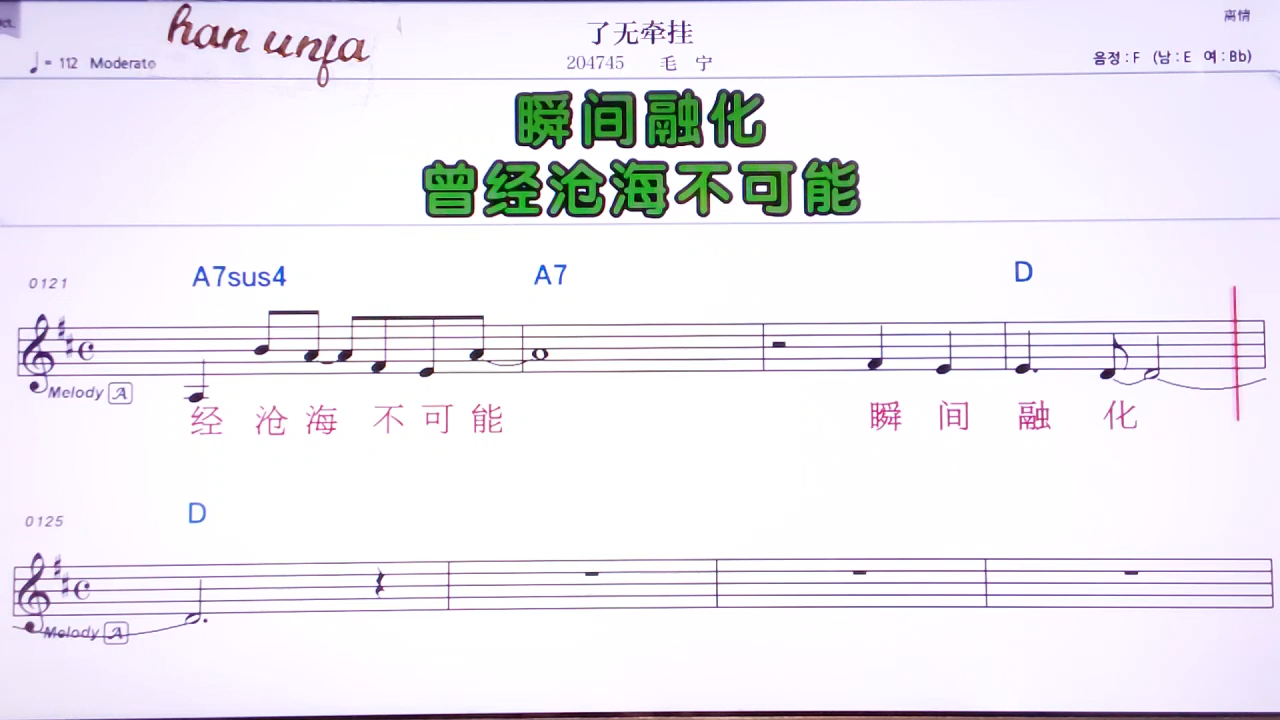 ct.
han unfa
离情
了无牵挂
♩= 112 Moderato
204745 毛 宁
음정 : F (남 : E 여 : Bb)
瞬间融化
曾经沧海不可能
0121
A7sus4 A7 D
Melody A
经 沧 海 不 可 能 瞬 间 融 化
0125
D
Melody A